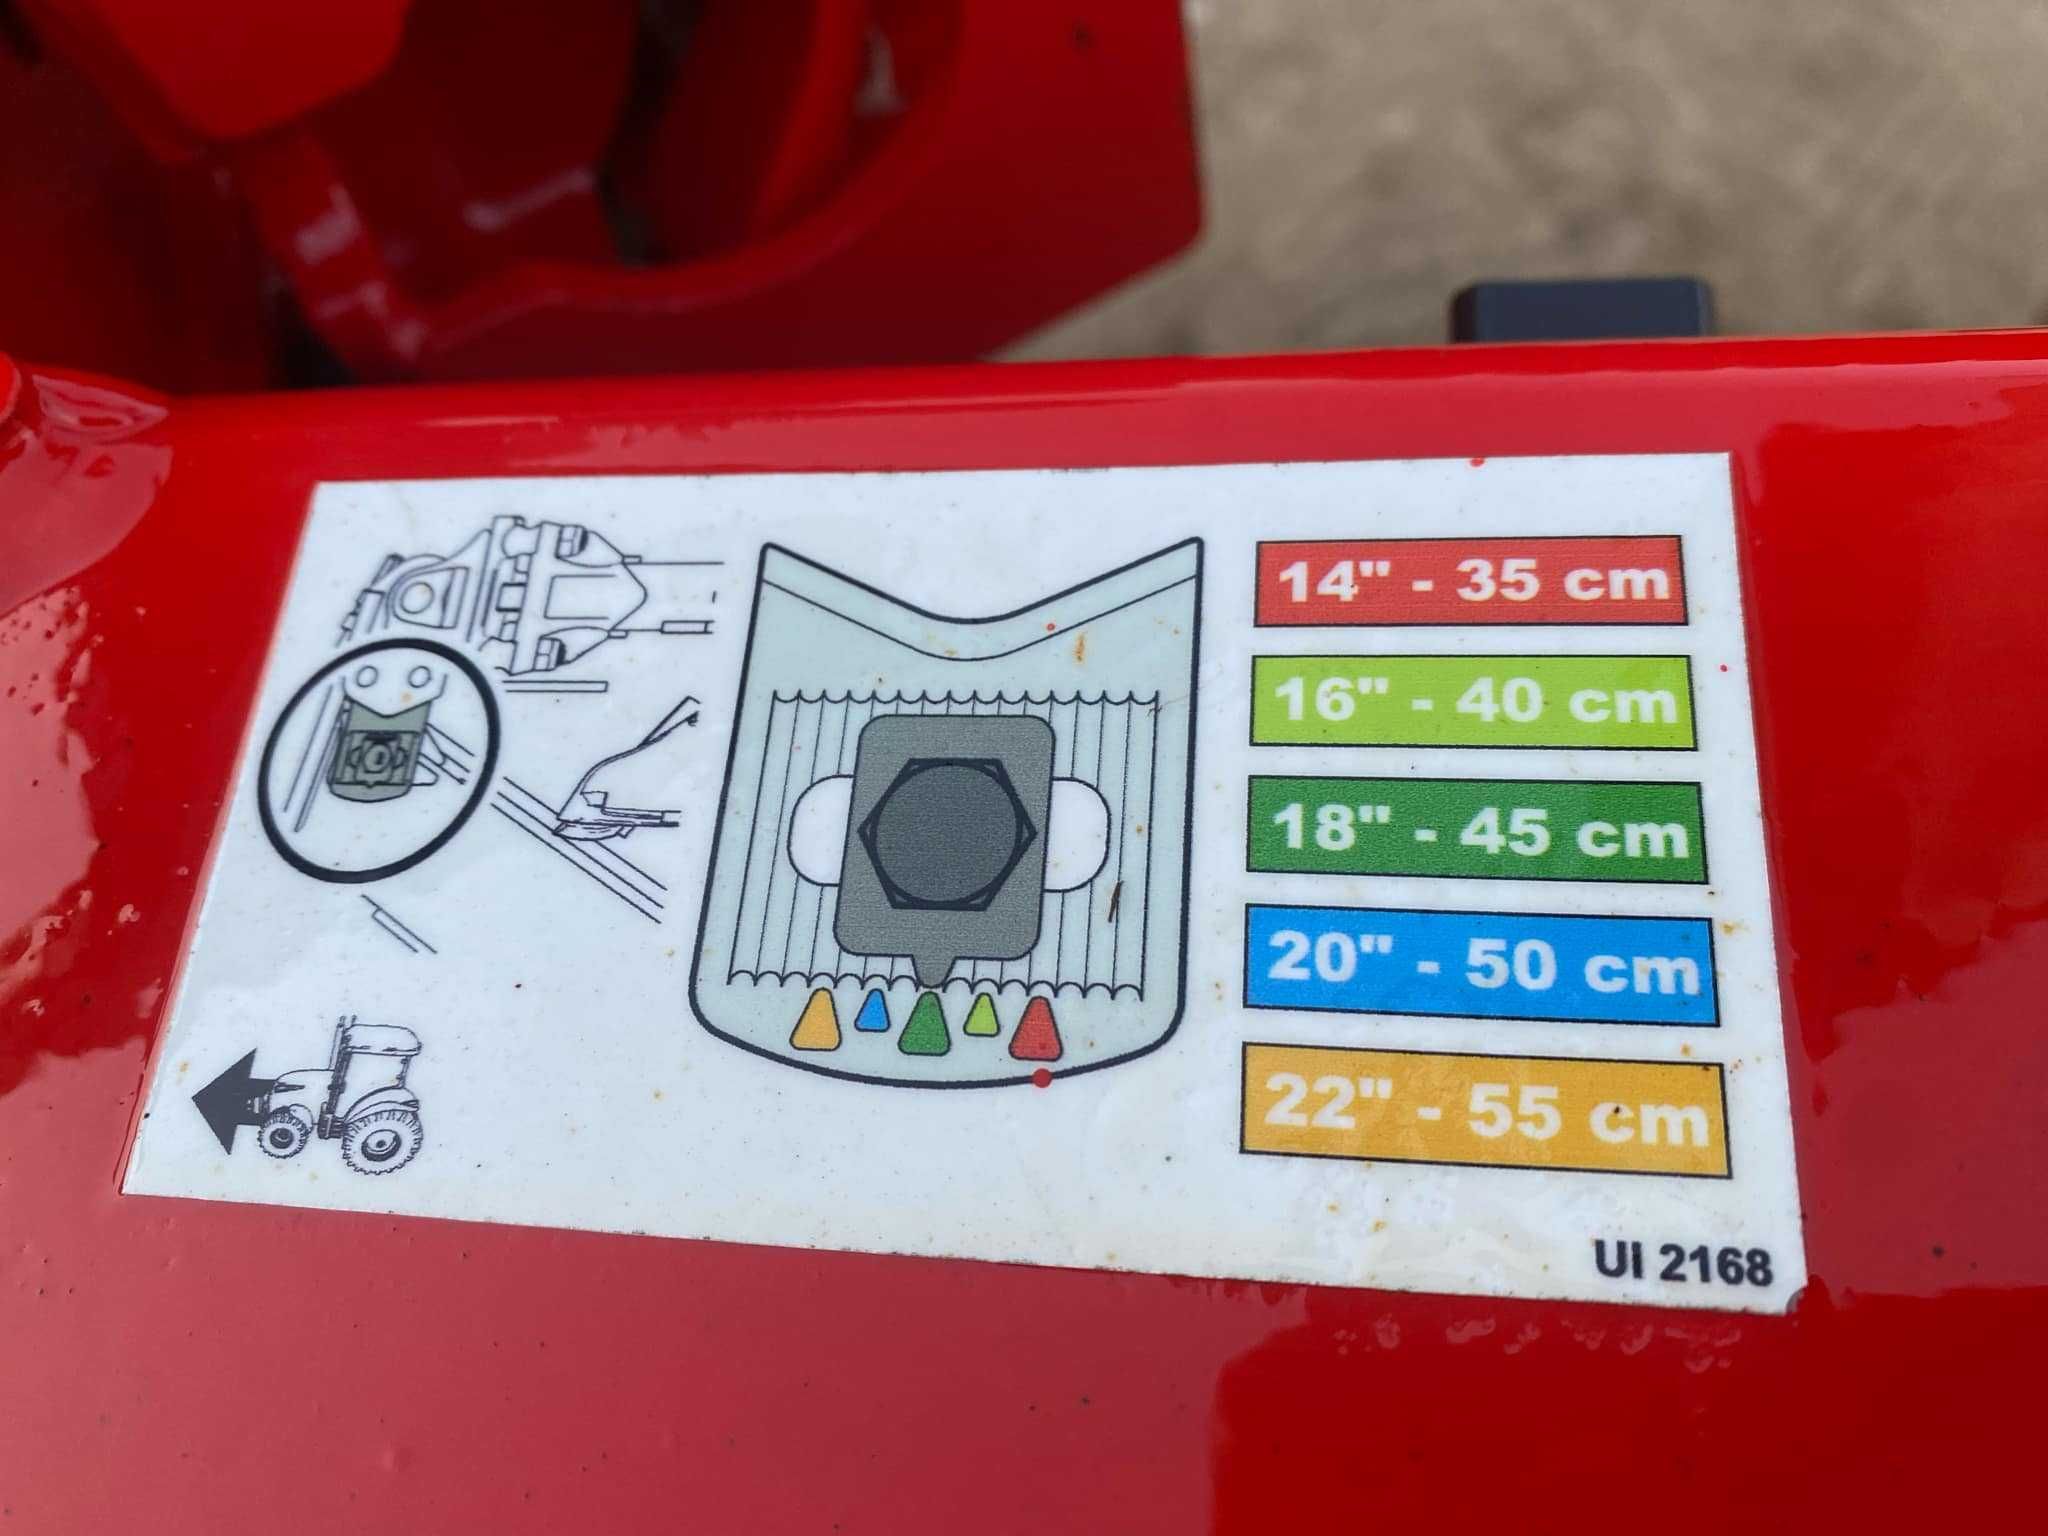 14" - 35 cm
16" - 40 cm
18" - 45 cm
20" - 50 cm
22" - 55 cm
UI 2168